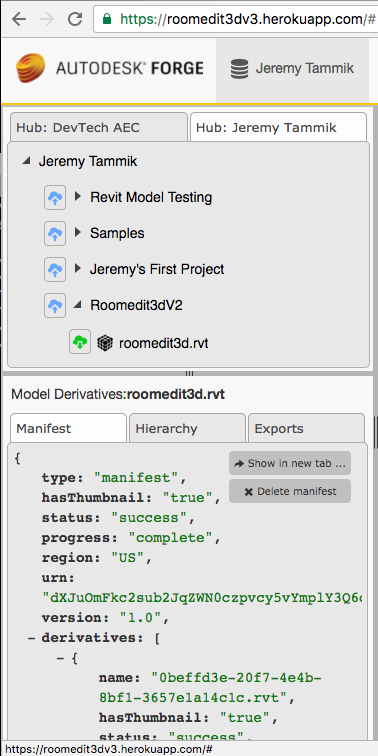 https://roomedit3dv3.herokuapp.com/#
AUTODESK® FORGE
Jeremy Tammik
Hub: DevTech AEC
Hub: Jeremy Tammik
Jeremy Tammik
Revit Model Testing
Samples
Jeremy's First Project
Roomedit3dV2
roomedit3d.rvt
Model Derivatives:roomedit3d.rvt
Manifest
Hierarchy
Exports
Show in new tab ...
Delete manifest
{
type: "manifest",
hasThumbnail: "true",
status: "success",
progress: "complete",
region: "US",
urn:
"dXJuOmFkc2sub2JqZWN0czpvcy5vYmplY3Q6
version: "1.0",
– derivatives: [
– {
name: "0beffd3e-20f7-4e4b-
8bf1-3657e1a14c1c.rvt",
hasThumbnail: "true",
status: "success",
https://roomedit3dv3.herokuapp.com/#